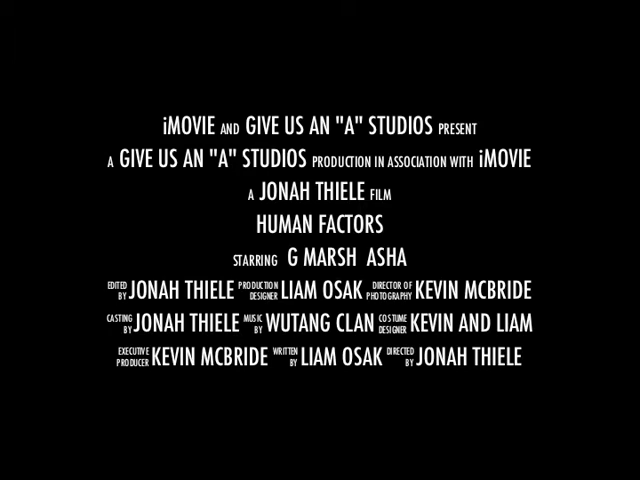 iMOVIE AND GIVE US AN "A" STUDIOS PRESENT
A GIVE US AN "A" STUDIOS PRODUCTION IN ASSOCIATION WITH iMOVIE
A JONAH THIELE FILM
HUMAN FACTORS
STARRING G MARSH ASHA
EDITED BY JONAH THIELE PRODUCTION DESIGNER LIAM OSAK DIRECTOR OF PHOTOGRAPHY KEVIN MCBRIDE
CASTING BY JONAH THIELE MUSIC BY WUTANG CLAN COSTUME DESIGNER KEVIN AND LIAM
EXECUTIVE PRODUCER KEVIN MCBRIDE WRITTEN BY LIAM OSAK DIRECTED BY JONAH THIELE